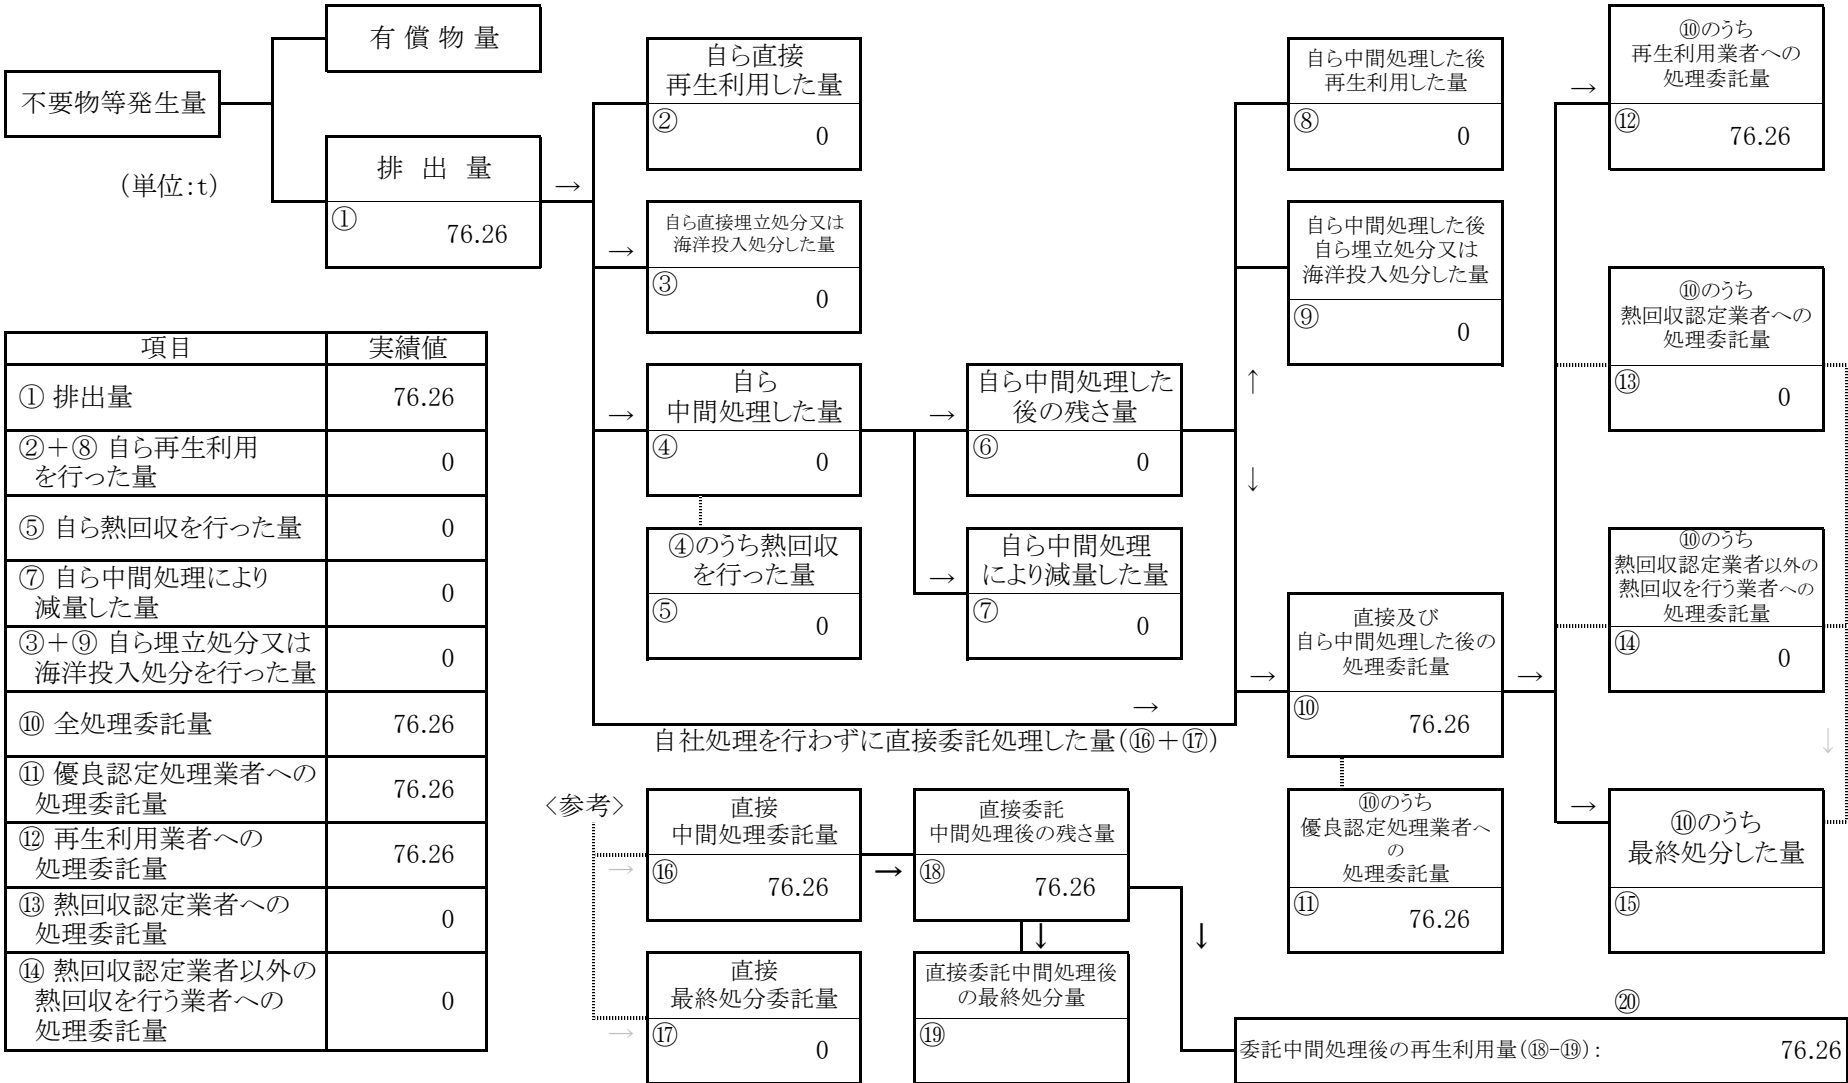 不要物等発生量
有 償 物 量
排 出 量
①
76.26
(単位:t)
→
自ら直接
再生利用した量
②
0
→
自ら直接埋立処分又は
海洋投入処分した量
③
0
→
自ら
中間処理した量
④
0
④のうち熱回収
を行った量
⑤
0
→
自ら中間処理した
後の残さ量
⑥
0
→
自ら中間処理
により減量した量
⑦
0
自ら中間処理した後
再生利用した量
⑧
0
自ら中間処理した後
自ら埋立処分又は
海洋投入処分した量
⑨
0
↑
↓
→
自社処理を行わずに直接委託処理した量(⑯+⑰)
→
直接及び
自ら中間処理した後の
処理委託量
⑩
76.26
⑩のうち
優良認定処理業者へ
の
処理委託量
⑪
76.26
→
→
⑩のうち
再生利用業者への
処理委託量
⑫
76.26
⑩のうち
熱回収認定業者への
処理委託量
⑬
0
⑩のうち
熱回収認定業者以外の
熱回収を行う業者への
処理委託量
⑭
0
↓
→
⑩のうち
最終処分した量
⑮
項目 実績値
① 排出量 76.26
②+⑧ 自ら再生利用
を行った量 0
⑤ 自ら熱回収を行った量 0
⑦ 自ら中間処理により
減量した量 0
③+⑨ 自ら埋立処分又は
海洋投入処分を行った量 0
⑩ 全処理委託量 76.26
⑪ 優良認定処理業者への
処理委託量 76.26
⑫ 再生利用業者への
処理委託量 76.26
⑬ 熱回収認定業者への
処理委託量 0
⑭ 熱回収認定業者以外の
熱回収を行う業者への
処理委託量 0
〈参考〉
→
直接
中間処理委託量
⑯
76.26
→
直接
最終処分委託量
⑰
0
→
直接委託
中間処理後の残さ量
⑱
76.26
↓
直接委託中間処理後
の最終処分量
⑲
↓
⑳
委託中間処理後の再生利用量(⑱-⑲): 76.26